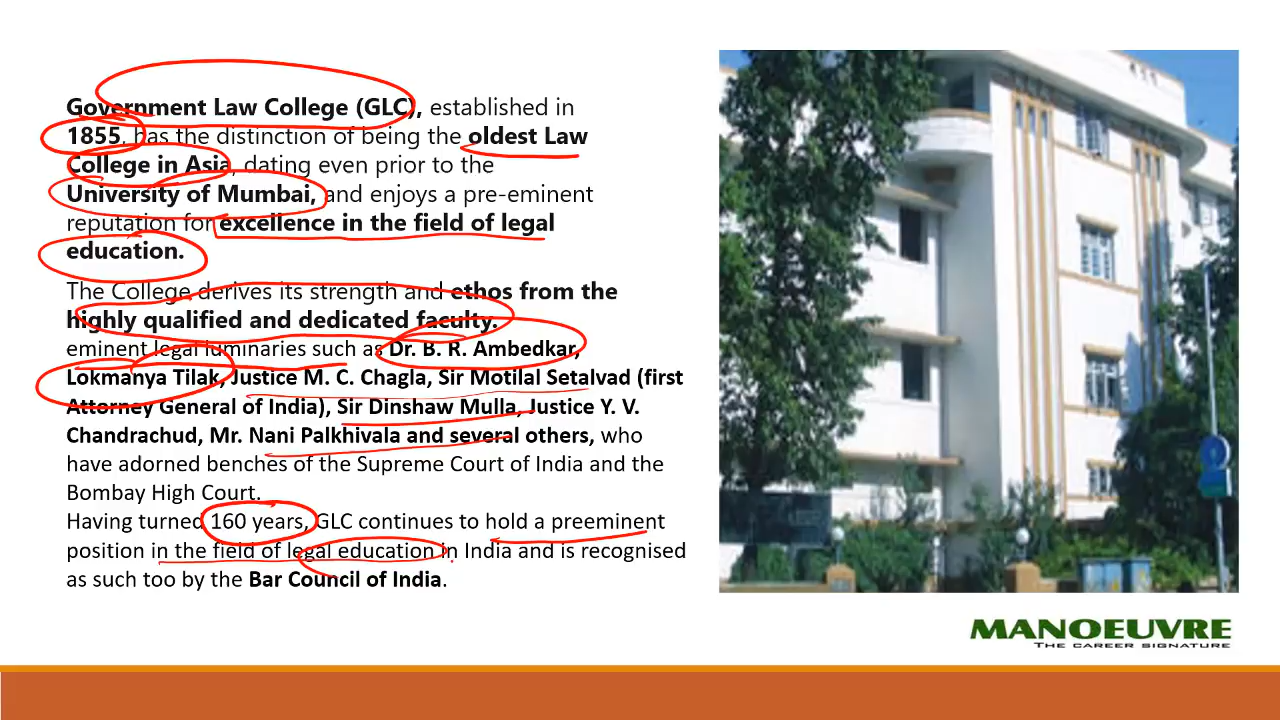 Government Law College (GLC), established in
1855, has the distinction of being the oldest Law
College in Asia, dating even prior to the
University of Mumbai, and enjoys a pre-eminent
reputation for excellence in the field of legal
education.
The College derives its strength and ethos from the
highly qualified and dedicated faculty.
eminent legal luminaries such as Dr. B. R. Ambedkar,
Lokmanya Tilak, Justice M. C. Chagla, Sir Motilal Setalvad (first
Attorney General of India), Sir Dinshaw Mulla, Justice Y. V.
Chandrachud, Mr. Nani Palkhivala and several others, who
have adorned benches of the Supreme Court of India and the
Bombay High Court.
Having turned 160 years, GLC continues to hold a preeminent
position in the field of legal education in India and is recognised
as such too by the Bar Council of India.
MANOEUVRE
THE CAREER SIGNATURE